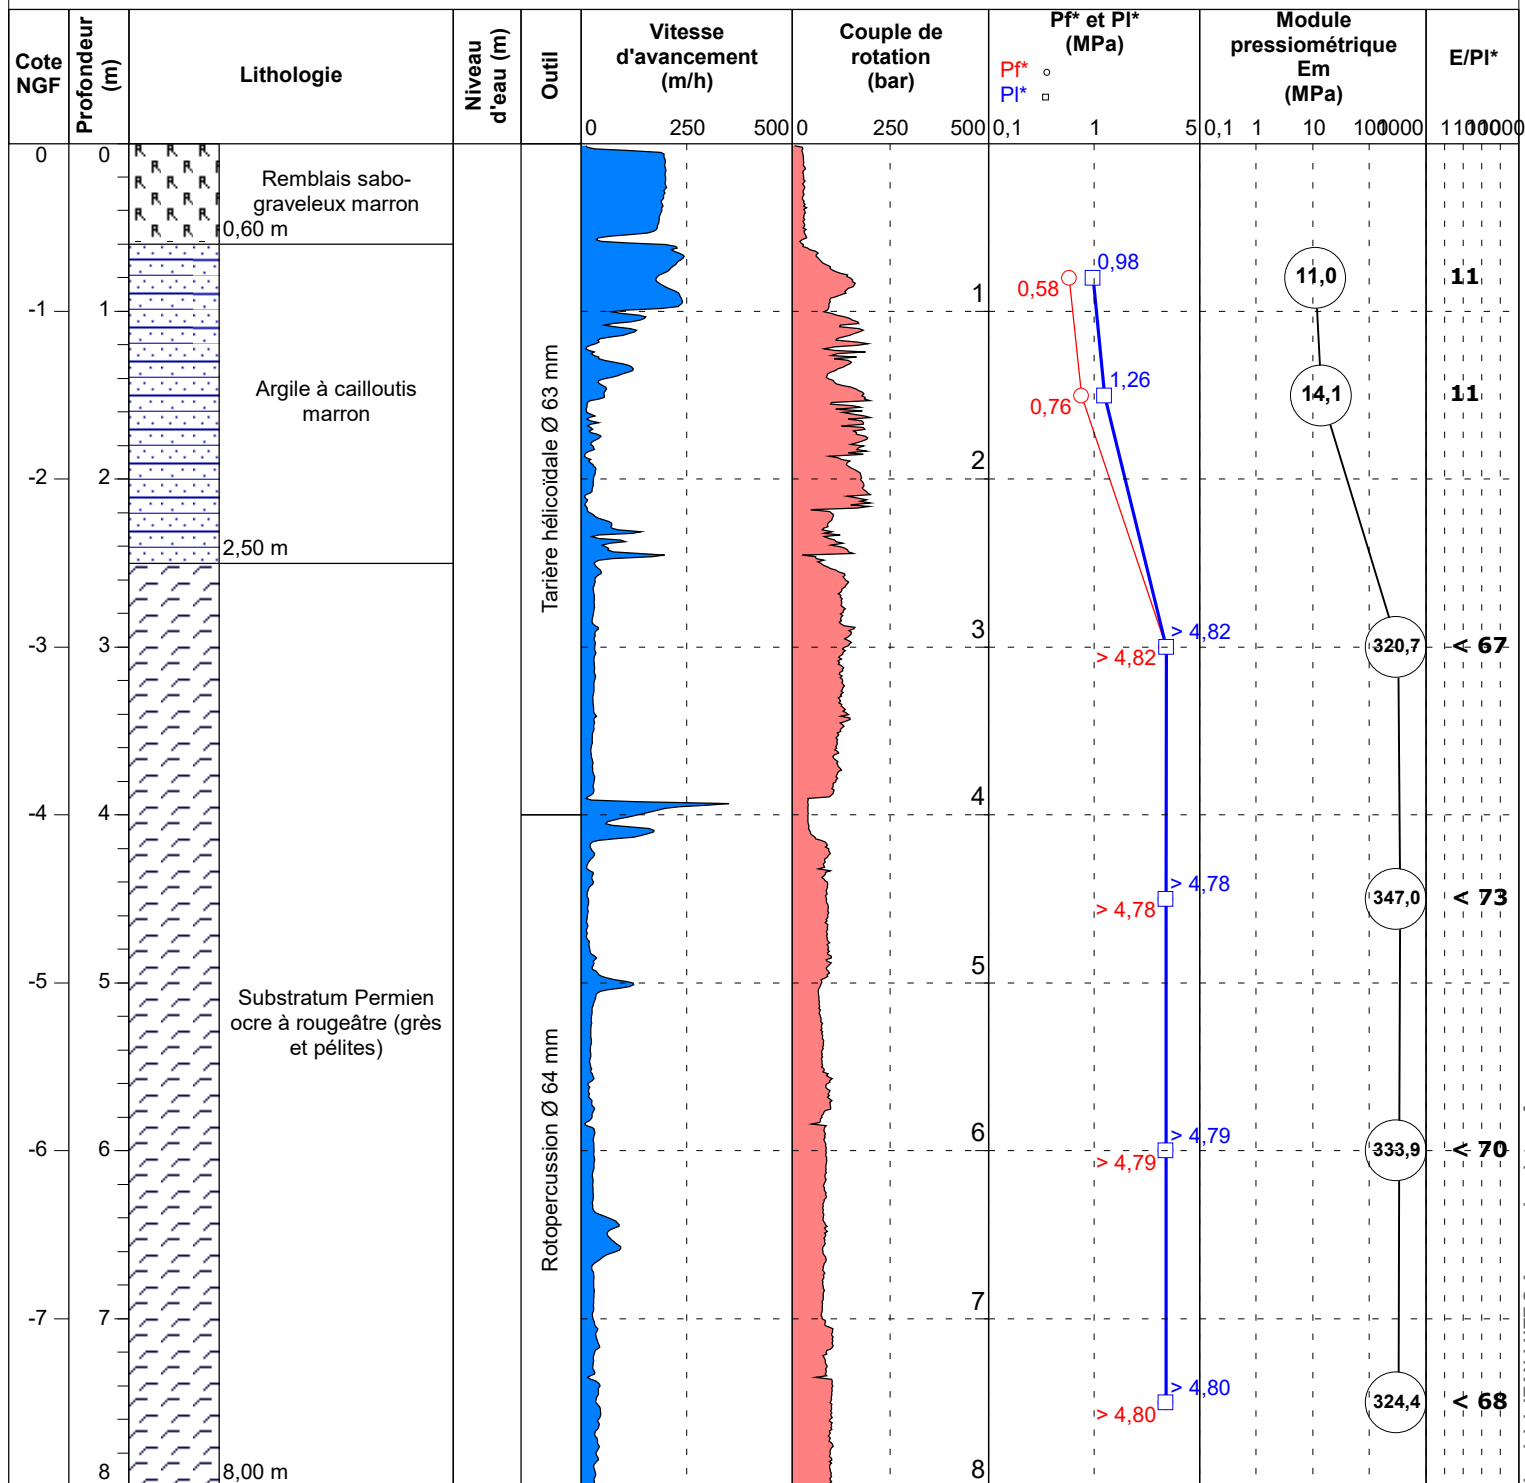 Cote
NGF
Profondeur
(m)
Lithologie
Niveau
d'eau (m)
Outil
Vitesse
d'avancement
(m/h)
0 250 500
Couple de
rotation
(bar)
0 250 500
Pf* et Pl*
(MPa)
Pf*
Pl*
0,1 1 5
Module
pressiométrique
Em
(MPa)
0,1 1 10 100 1000
E/Pl*
1 10 100 1000
0 0
Remblais sabo-
graveleux marron
0,60 m
0,98
0,58
11,0
11
-1 1 1
Argile à cailloutis
marron
1,26
0,76
14,1
11
-2 2 2
2,50 m
Tarière hélicoïdale Ø 63 mm
-3 3 3
> 4,82
> 4,82
320,7
< 67
-4 4 4
> 4,78
> 4,78
347,0
< 73
-5 5 5
Substratum Permien
ocre à rougeâtre (grès
et pélites)
Rotopercussion Ø 64 mm
-6 6 6
> 4,79
> 4,79
333,9
< 70
-7 7 7
> 4,80
> 4,80
324,4
< 68
8 8
8,00 m